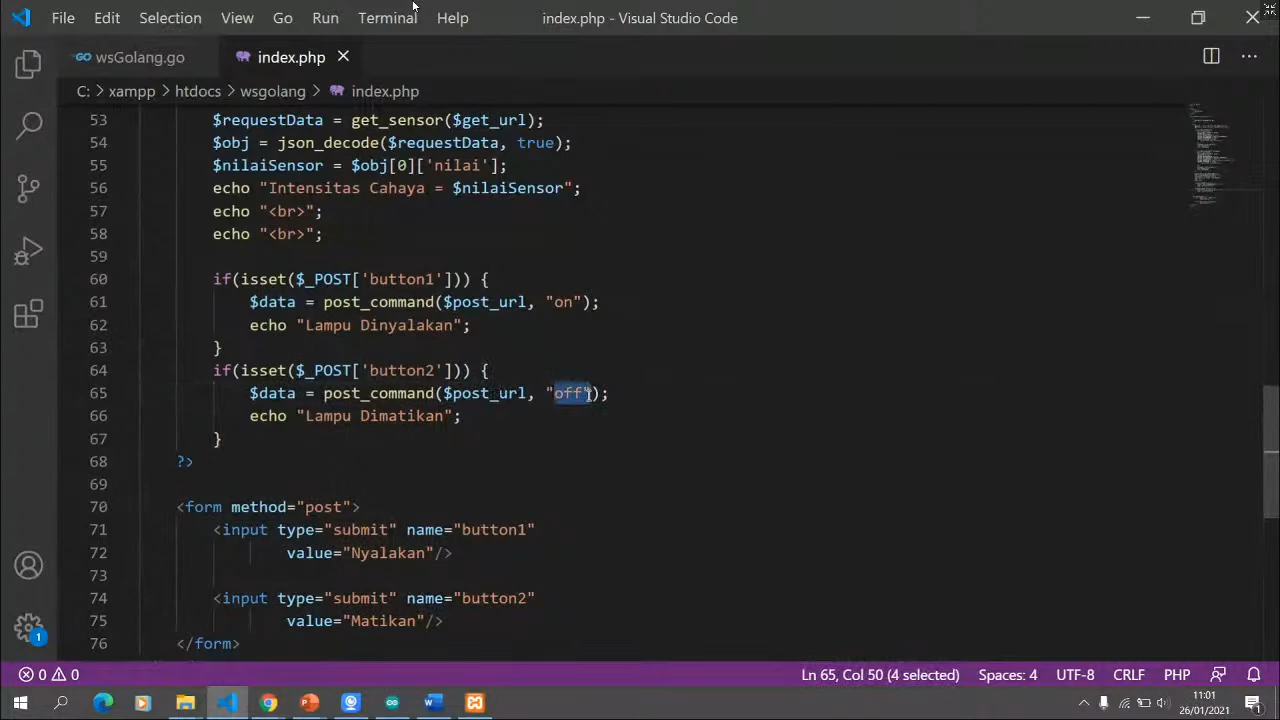 File Edit Selection View Go Run Terminal Help index.php - Visual Studio Code
wsGolang.go index.php
C: > xampp > htdocs > wsgolang > index.php
53 $requestData = get_sensor($get_url);
54 $obj = json_decode($requestData, true);
55 $nilaiSensor = $obj[0]['nilai'];
56 echo "Intensitas Cahaya = $nilaiSensor";
57 echo "<br>";
58 echo "<br>";
59
60 if(isset($_POST['button1'])) {
61 $data = post_command($post_url, "on");
62 echo "Lampu Dinyalakan";
63 }
64 if(isset($_POST['button2'])) {
65 $data = post_command($post_url, "off");
66 echo "Lampu Dimatikan";
67 }
68 ?>
69
70 <form method="post">
71 <input type="submit" name="button1"
72 value="Nyalakan"/>
73
74 <input type="submit" name="button2"
75 value="Matikan"/>
76 </form>
1
0 0 Ln 65, Col 50 (4 selected) Spaces: 4 UTF-8 CRLF PHP
11:01
26/01/2021
1